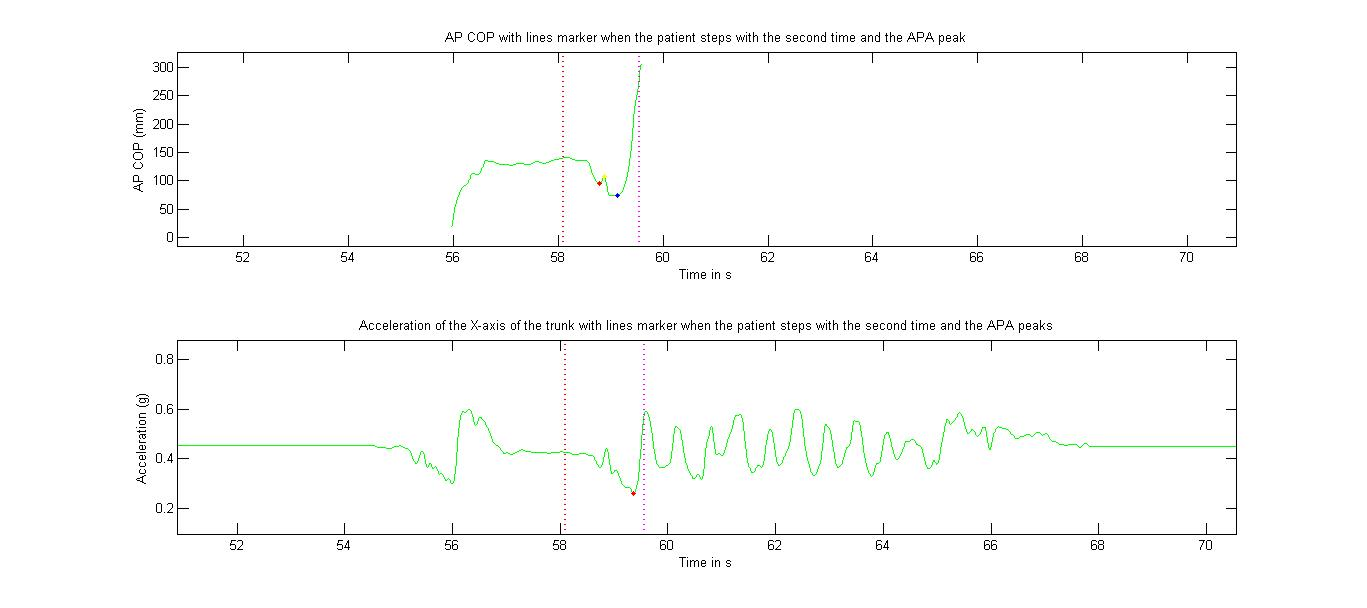 AP COP with lines marker when the patient steps with the second time and the APA peak
300
250
200
150
100
50
0
AP COP (mm)
52 54 56 58 60 62 64 66 68 70
Time in s
Acceleration of the X-axis of the trunk with lines marker when the patient steps with the second time and the APA peaks
0.8
0.6
0.4
0.2
Acceleration (g)
52 54 56 58 60 62 64 66 68 70
Time in s